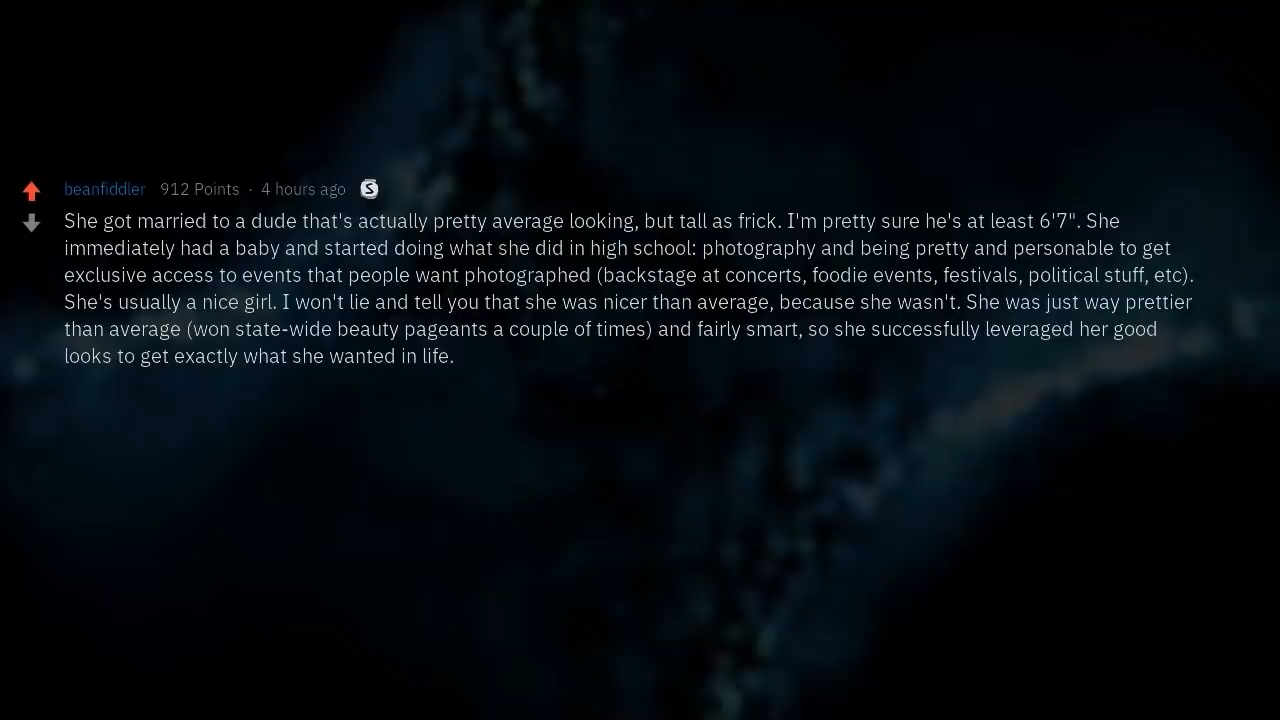 beanfiddler 912 Points · 4 hours ago
She got married to a dude that's actually pretty average looking, but tall as frick. I'm pretty sure he's at least 6'7". She
immediately had a baby and started doing what she did in high school: photography and being pretty and personable to get
exclusive access to events that people want photographed (backstage at concerts, foodie events, festivals, political stuff, etc).
She's usually a nice girl. I won't lie and tell you that she was nicer than average, because she wasn't. She was just way prettier
than average (won state-wide beauty pageants a couple of times) and fairly smart, so she successfully leveraged her good
looks to get exactly what she wanted in life.